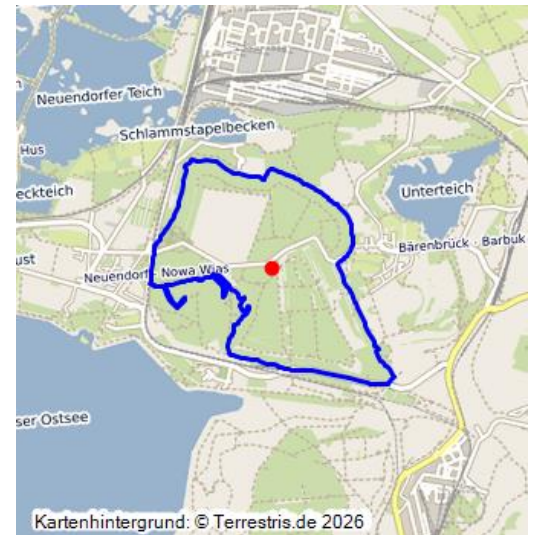 Neuendorfer Teich
Schlammstapelbecken
Hus
eckteich
Unterteich
Bärenbrück - Barbuk
ust
Neuendorf - Nowa Wjas
ser Ostsee
Kartenhintergrund: © Terrestris.de 2026